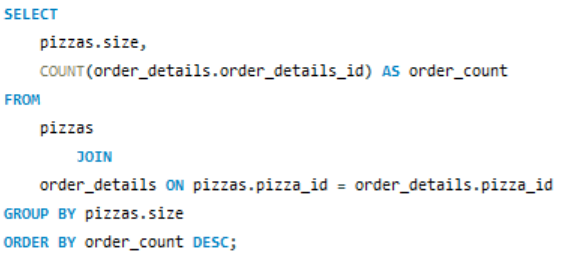 SELECT
pizzas.size,
COUNT(order_details.order_details_id) AS order_count
FROM
pizzas
JOIN
order_details ON pizzas.pizza_id = order_details.pizza_id
GROUP BY pizzas.size
ORDER BY order_count DESC;